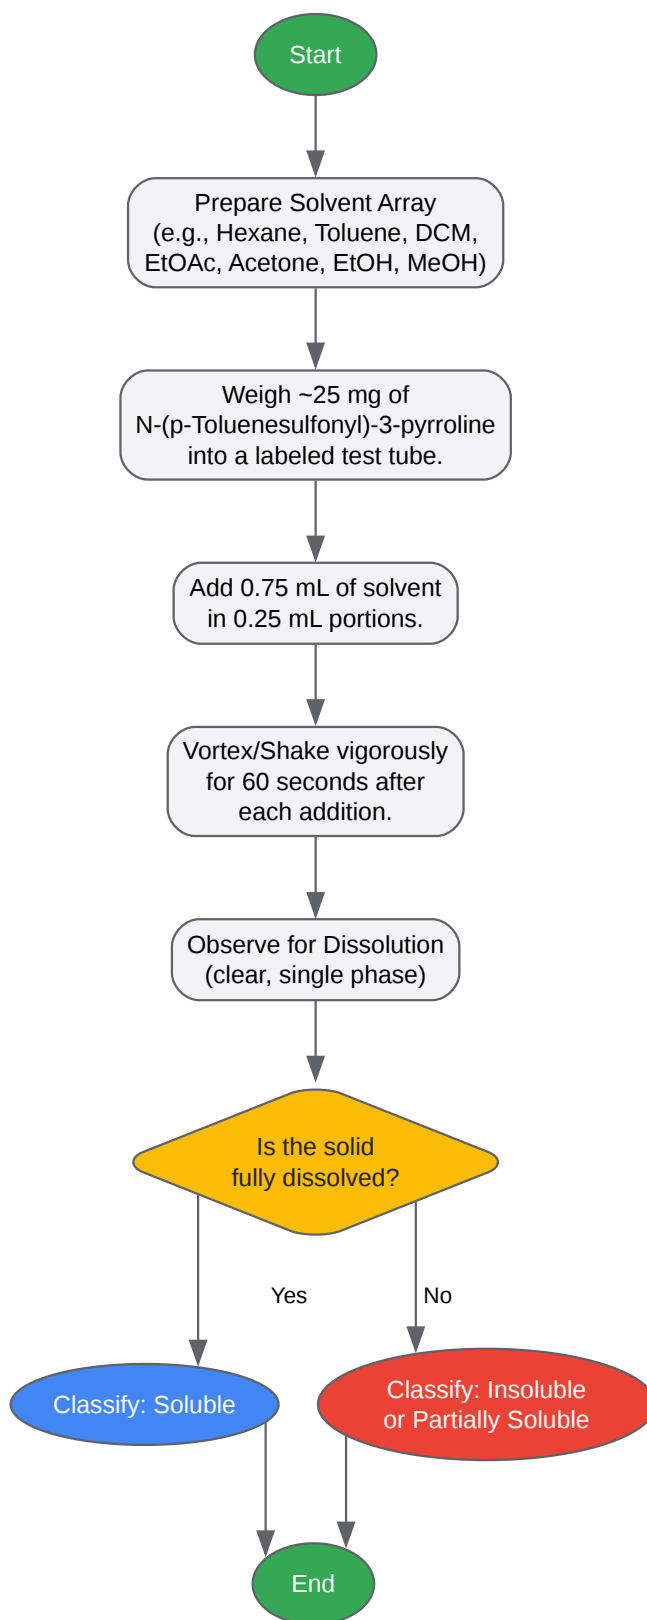 Start
Prepare Solvent Array
(e.g., Hexane, Toluene, DCM,
EtOAc, Acetone, EtOH, MeOH)
Weigh ~25 mg of
N-(p-Toluenesulfonyl)-3-pyrroline
into a labeled test tube.
Add 0.75 mL of solvent
in 0.25 mL portions.
Vortex/Shake vigorously
for 60 seconds after
each addition.
Observe for Dissolution
(clear, single phase)
Is the solid
fully dissolved?
Yes
No
Classify: Soluble
Classify: Insoluble
or Partially Soluble
End